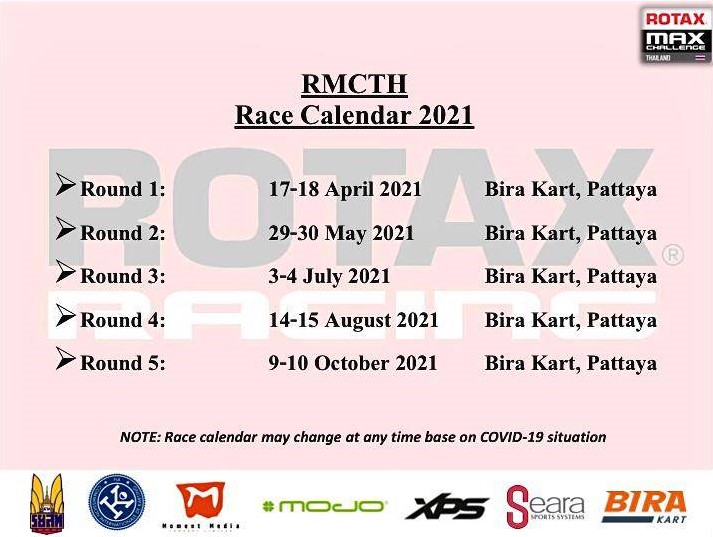 ROTAX
MAX
CHALLENGE
THAILAND
RMCTH
Race Calendar 2021
ROTAX®
RACING
Round 1: 17-18 April 2021 Bira Kart, Pattaya
Round 2: 29-30 May 2021 Bira Kart, Pattaya
Round 3: 3-4 July 2021 Bira Kart, Pattaya
Round 4: 14-15 August 2021 Bira Kart, Pattaya
Round 5: 9-10 October 2021 Bira Kart, Pattaya
NOTE: Race calendar may change at any time base on COVID-19 situation
Moment Media
MOJO
XPS
Seara
SPORTS SYSTEMS
BIRA
KART